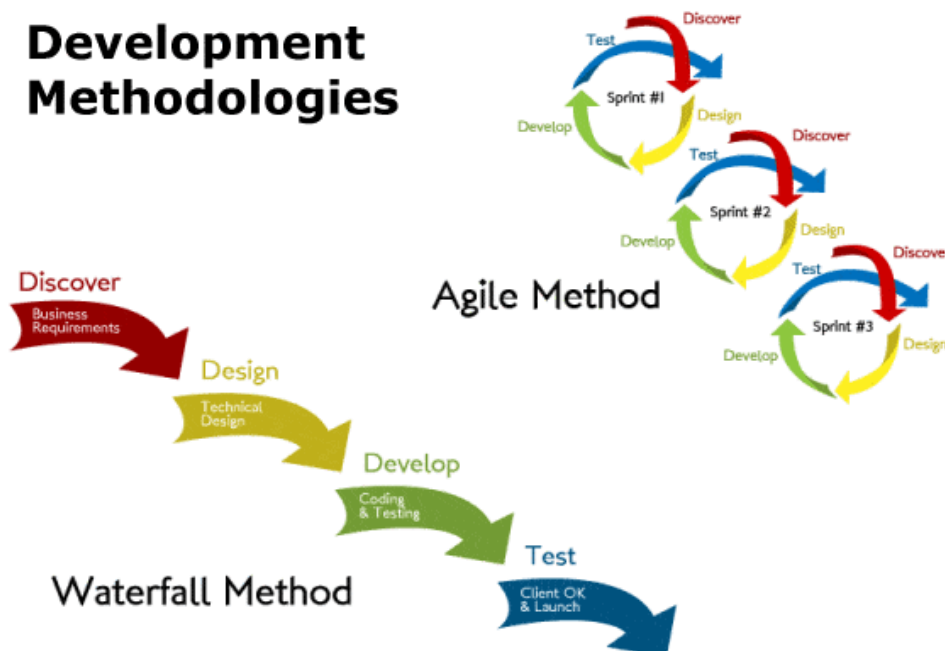 Development
Methodologies
Discover
Test
Sprint #1
Develop
Design
Discover
Test
Sprint #2
Develop
Design
Discover
Test
Sprint #3
Develop
Design
Agile Method
Discover
Business
Requirements
Design
Technical
Design
Develop
Coding
& Testing
Test
Client OK
& Launch
Waterfall Method